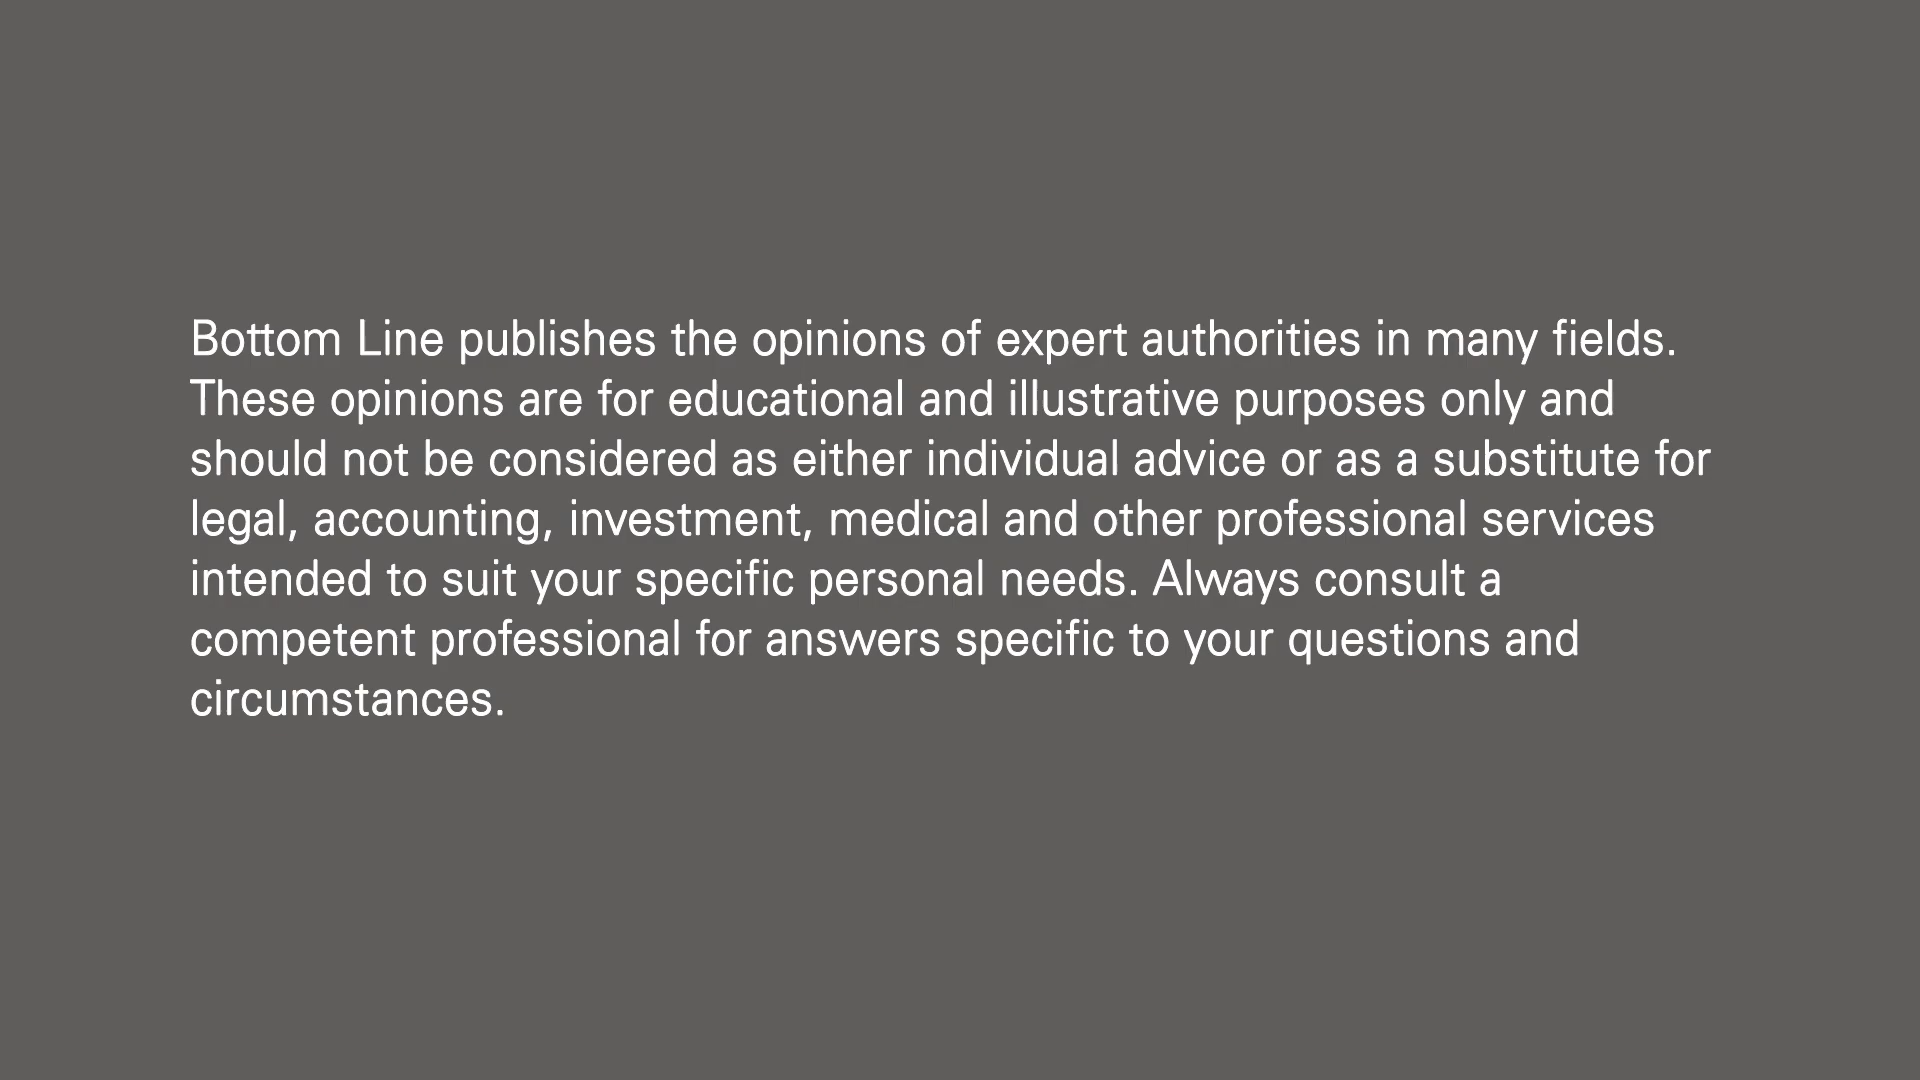 Bottom Line publishes the opinions of expert authorities in many fields.
These opinions are for educational and illustrative purposes only and
should not be considered as either individual advice or as a substitute for
legal, accounting, investment, medical and other professional services
intended to suit your specific personal needs. Always consult a
competent professional for answers specific to your questions and
circumstances.